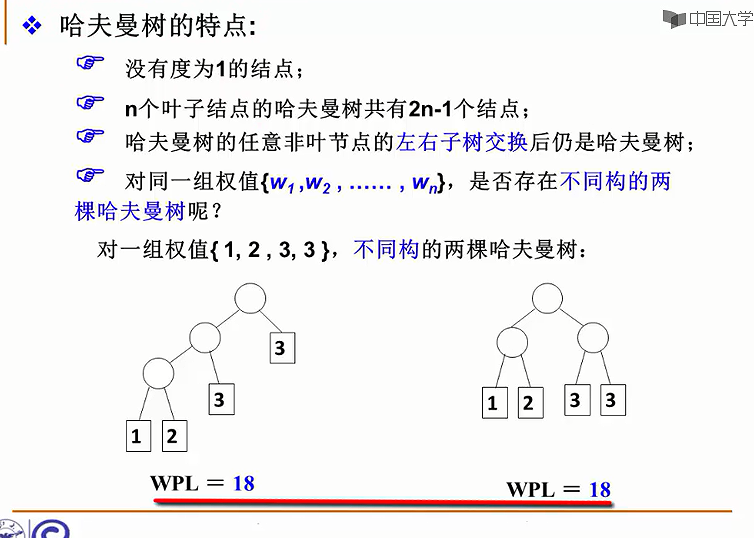 中国大学
❖ 哈夫曼树的特点:
☞ 没有度为1的结点；
☞ n个叶子结点的哈夫曼树共有2n-1个结点；
☞ 哈夫曼树的任意非叶节点的左右子树交换后仍是哈夫曼树；
☞ 对同一组权值{w1 ,w2 , …… , wn}，是否存在不同构的两
棵哈夫曼树呢？
对一组权值{ 1, 2 , 3, 3 }，不同构的两棵哈夫曼树：
3
3
1 2
1 2 3 3
WPL ＝ 18
WPL ＝ 18